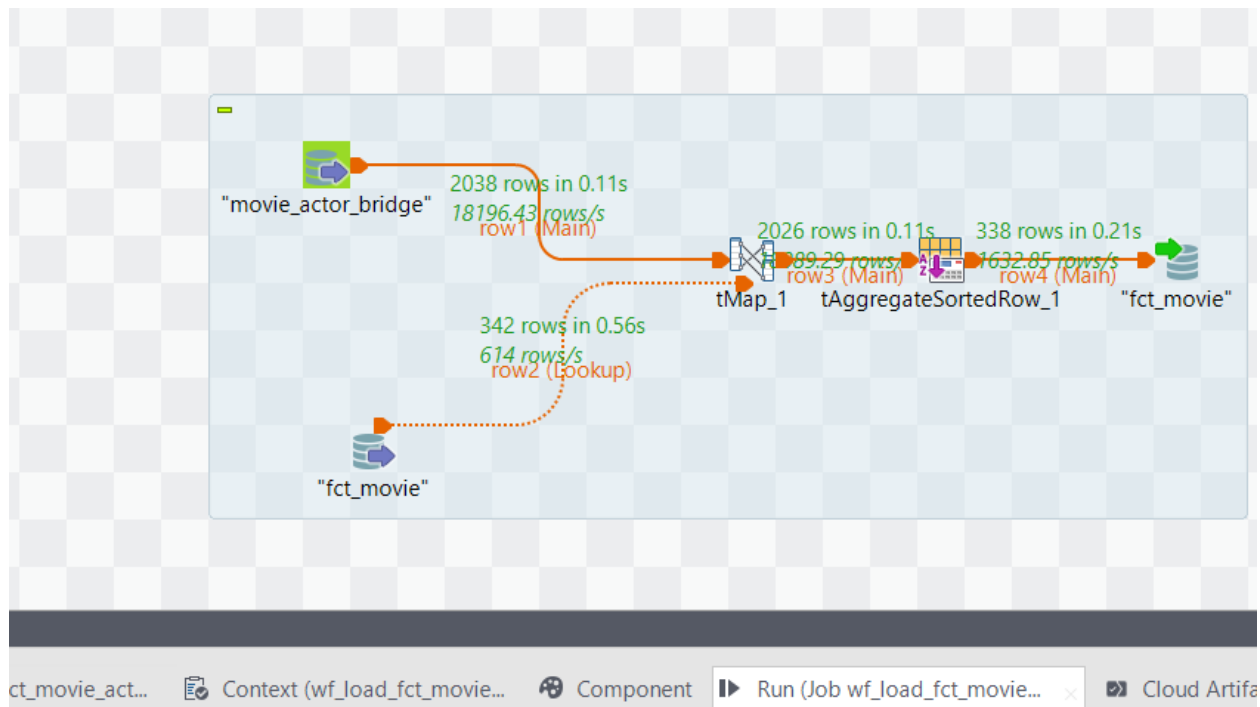 "movie_actor_bridge"
2038 rows in 0.11s
18196.43 rows/s
row1 (Main)
2026 rows in 0.11s
rows/s
row3 (Main)
338 rows in 0.21s
1632.85 rows/s
row4 (Main)
tMap_1
tAggregateSortedRow_1
"fct_movie"
342 rows in 0.56s
614 rows/s
row2 (Lookup)
"fct_movie"
ct_movie_act...
Context (wf_load_fct_movie...
Component
Run (Job wf_load_fct_movie...
Cloud Artifa